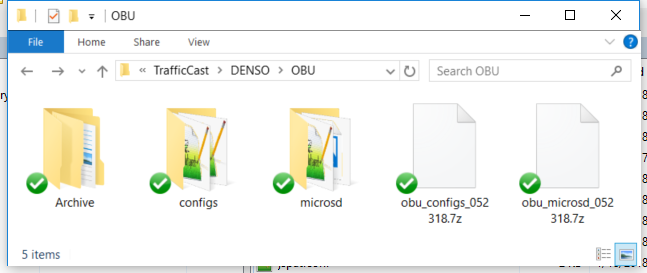 OBU
File
Home
Share
View
« TrafficCast > DENSO > OBU
Search OBU
Archive
configs
microsd
obu_configs_052
318.7z
obu_microsd_052
318.7z
5 items